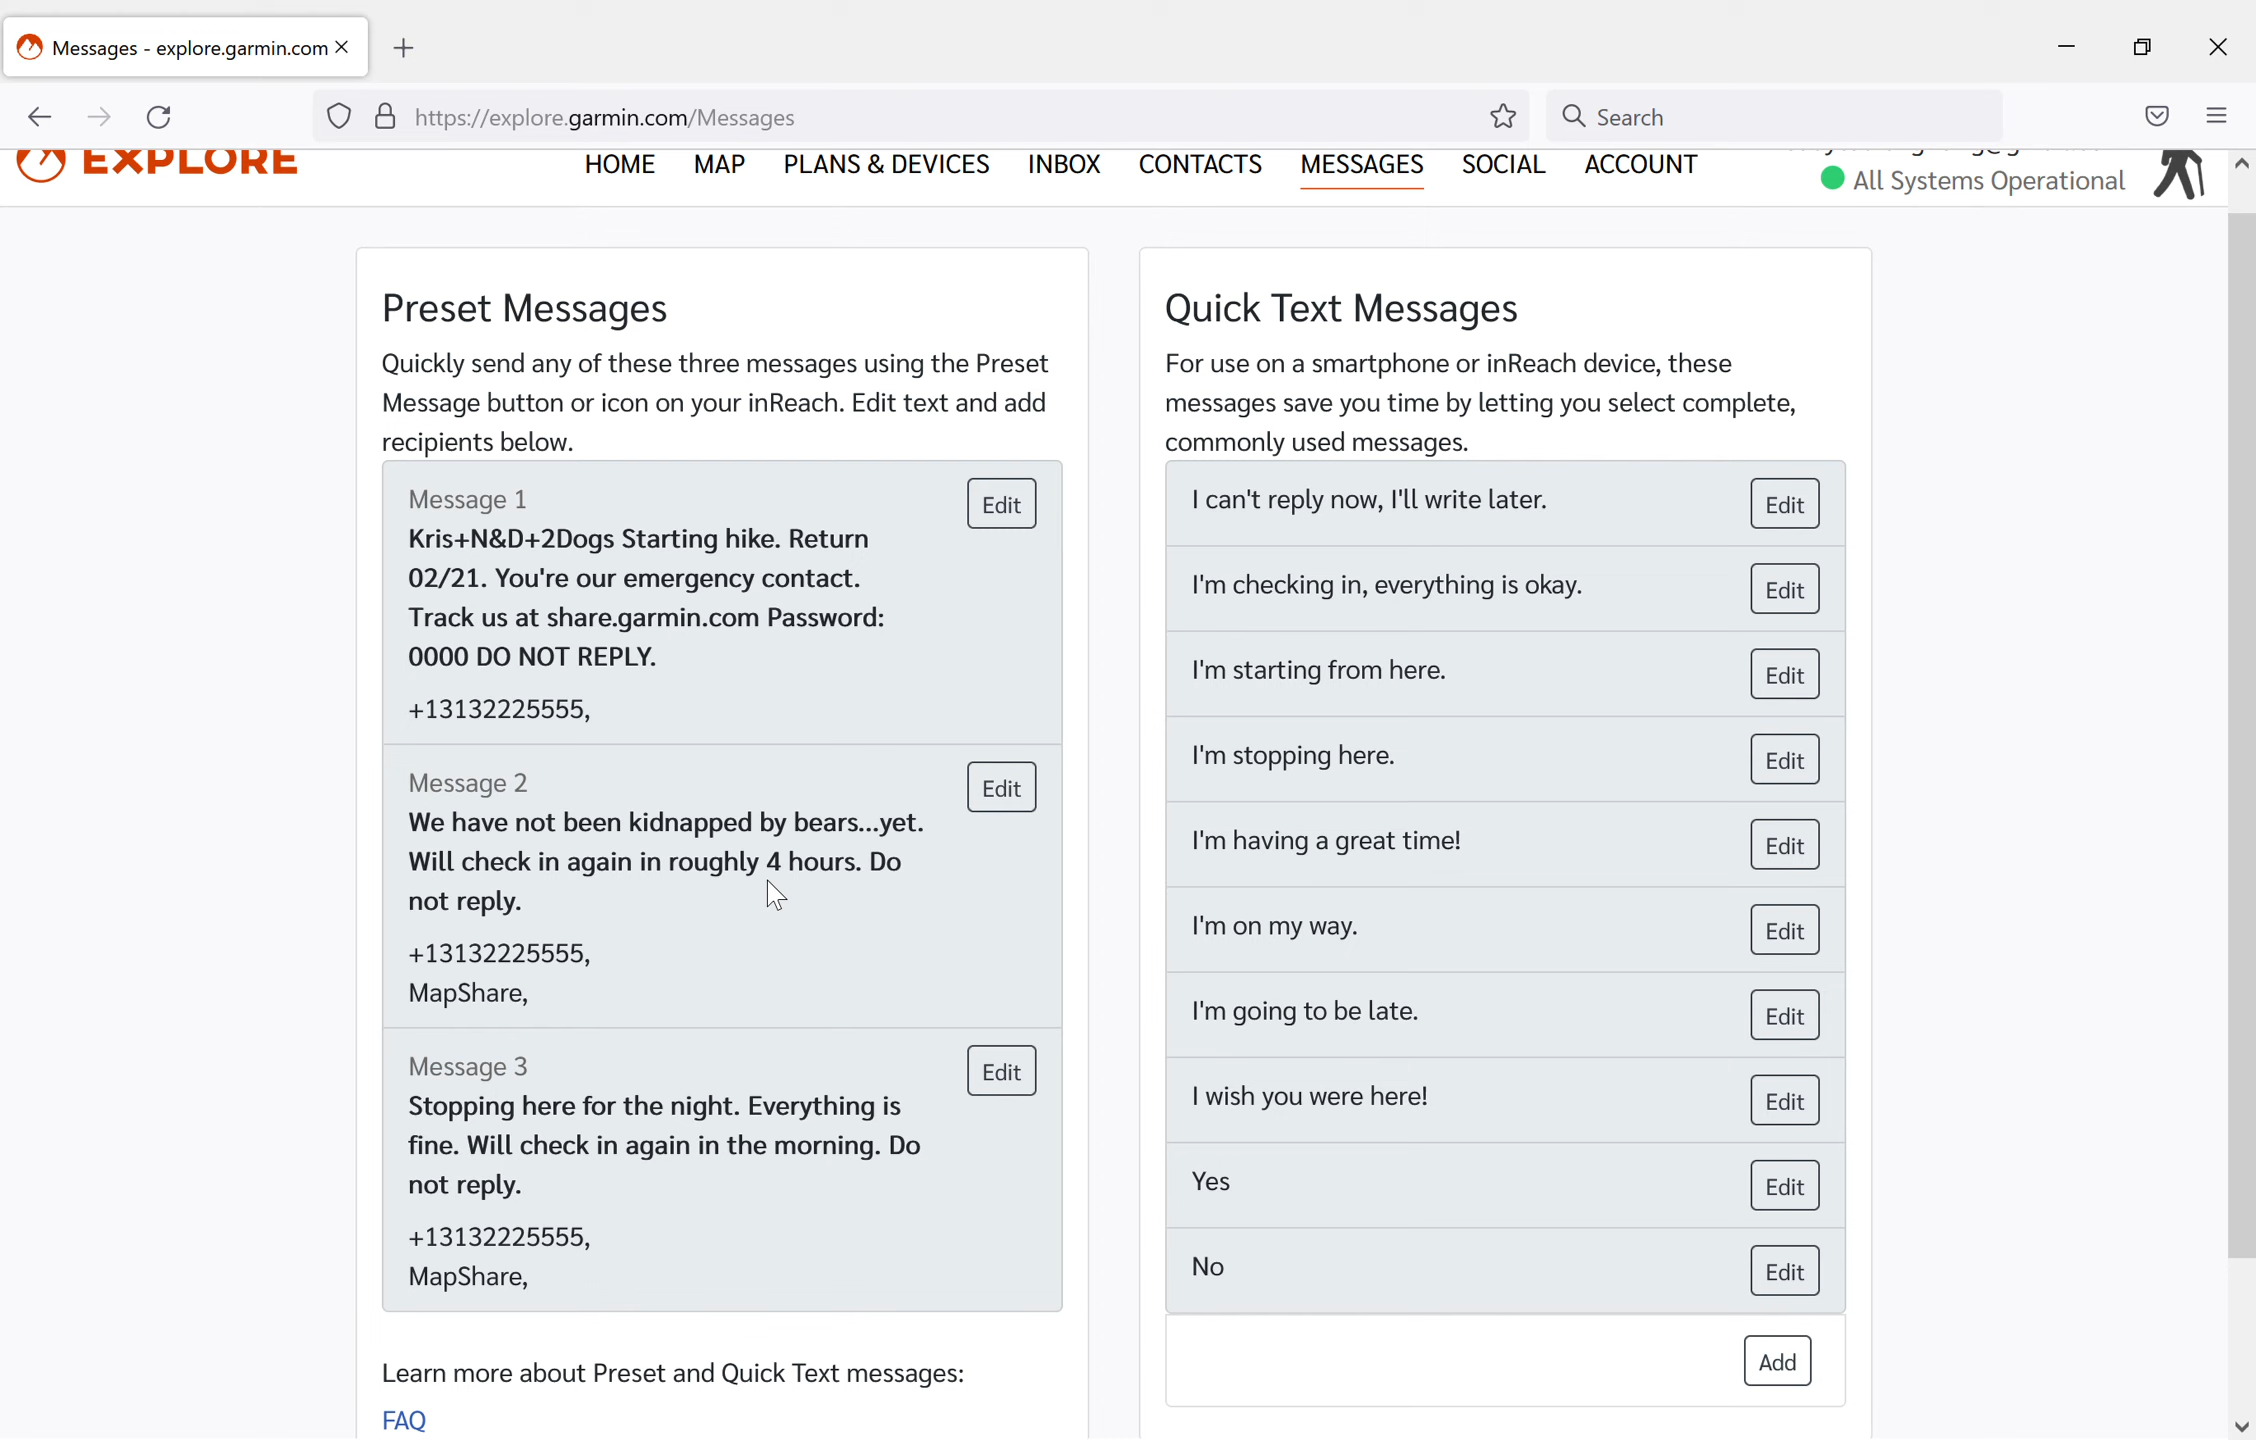 Messages - explore.garmin.com
https://explore.garmin.com/Messages
Search
EXPLORE
HOME
MAP
PLANS & DEVICES
INBOX
CONTACTS
MESSAGES
SOCIAL
ACCOUNT
All Systems Operational
Preset Messages
Quickly send any of these three messages using the Preset
Message button or icon on your inReach. Edit text and add
recipients below.
Message 1
Edit
Kris+N&D+2Dogs Starting hike. Return
02/21. You're our emergency contact.
Track us at share.garmin.com Password:
0000 DO NOT REPLY.
+13132225555,
Message 2
Edit
We have not been kidnapped by bears...yet.
Will check in again in roughly 4 hours. Do
not reply.
+13132225555,
MapShare,
Message 3
Edit
Stopping here for the night. Everything is
fine. Will check in again in the morning. Do
not reply.
+13132225555,
MapShare,
Learn more about Preset and Quick Text messages:
FAQ
Quick Text Messages
For use on a smartphone or inReach device, these
messages save you time by letting you select complete,
commonly used messages.
I can't reply now, I'll write later.
Edit
I'm checking in, everything is okay.
Edit
I'm starting from here.
Edit
I'm stopping here.
Edit
I'm having a great time!
Edit
I'm on my way.
Edit
I'm going to be late.
Edit
I wish you were here!
Edit
Yes
Edit
No
Edit
Add